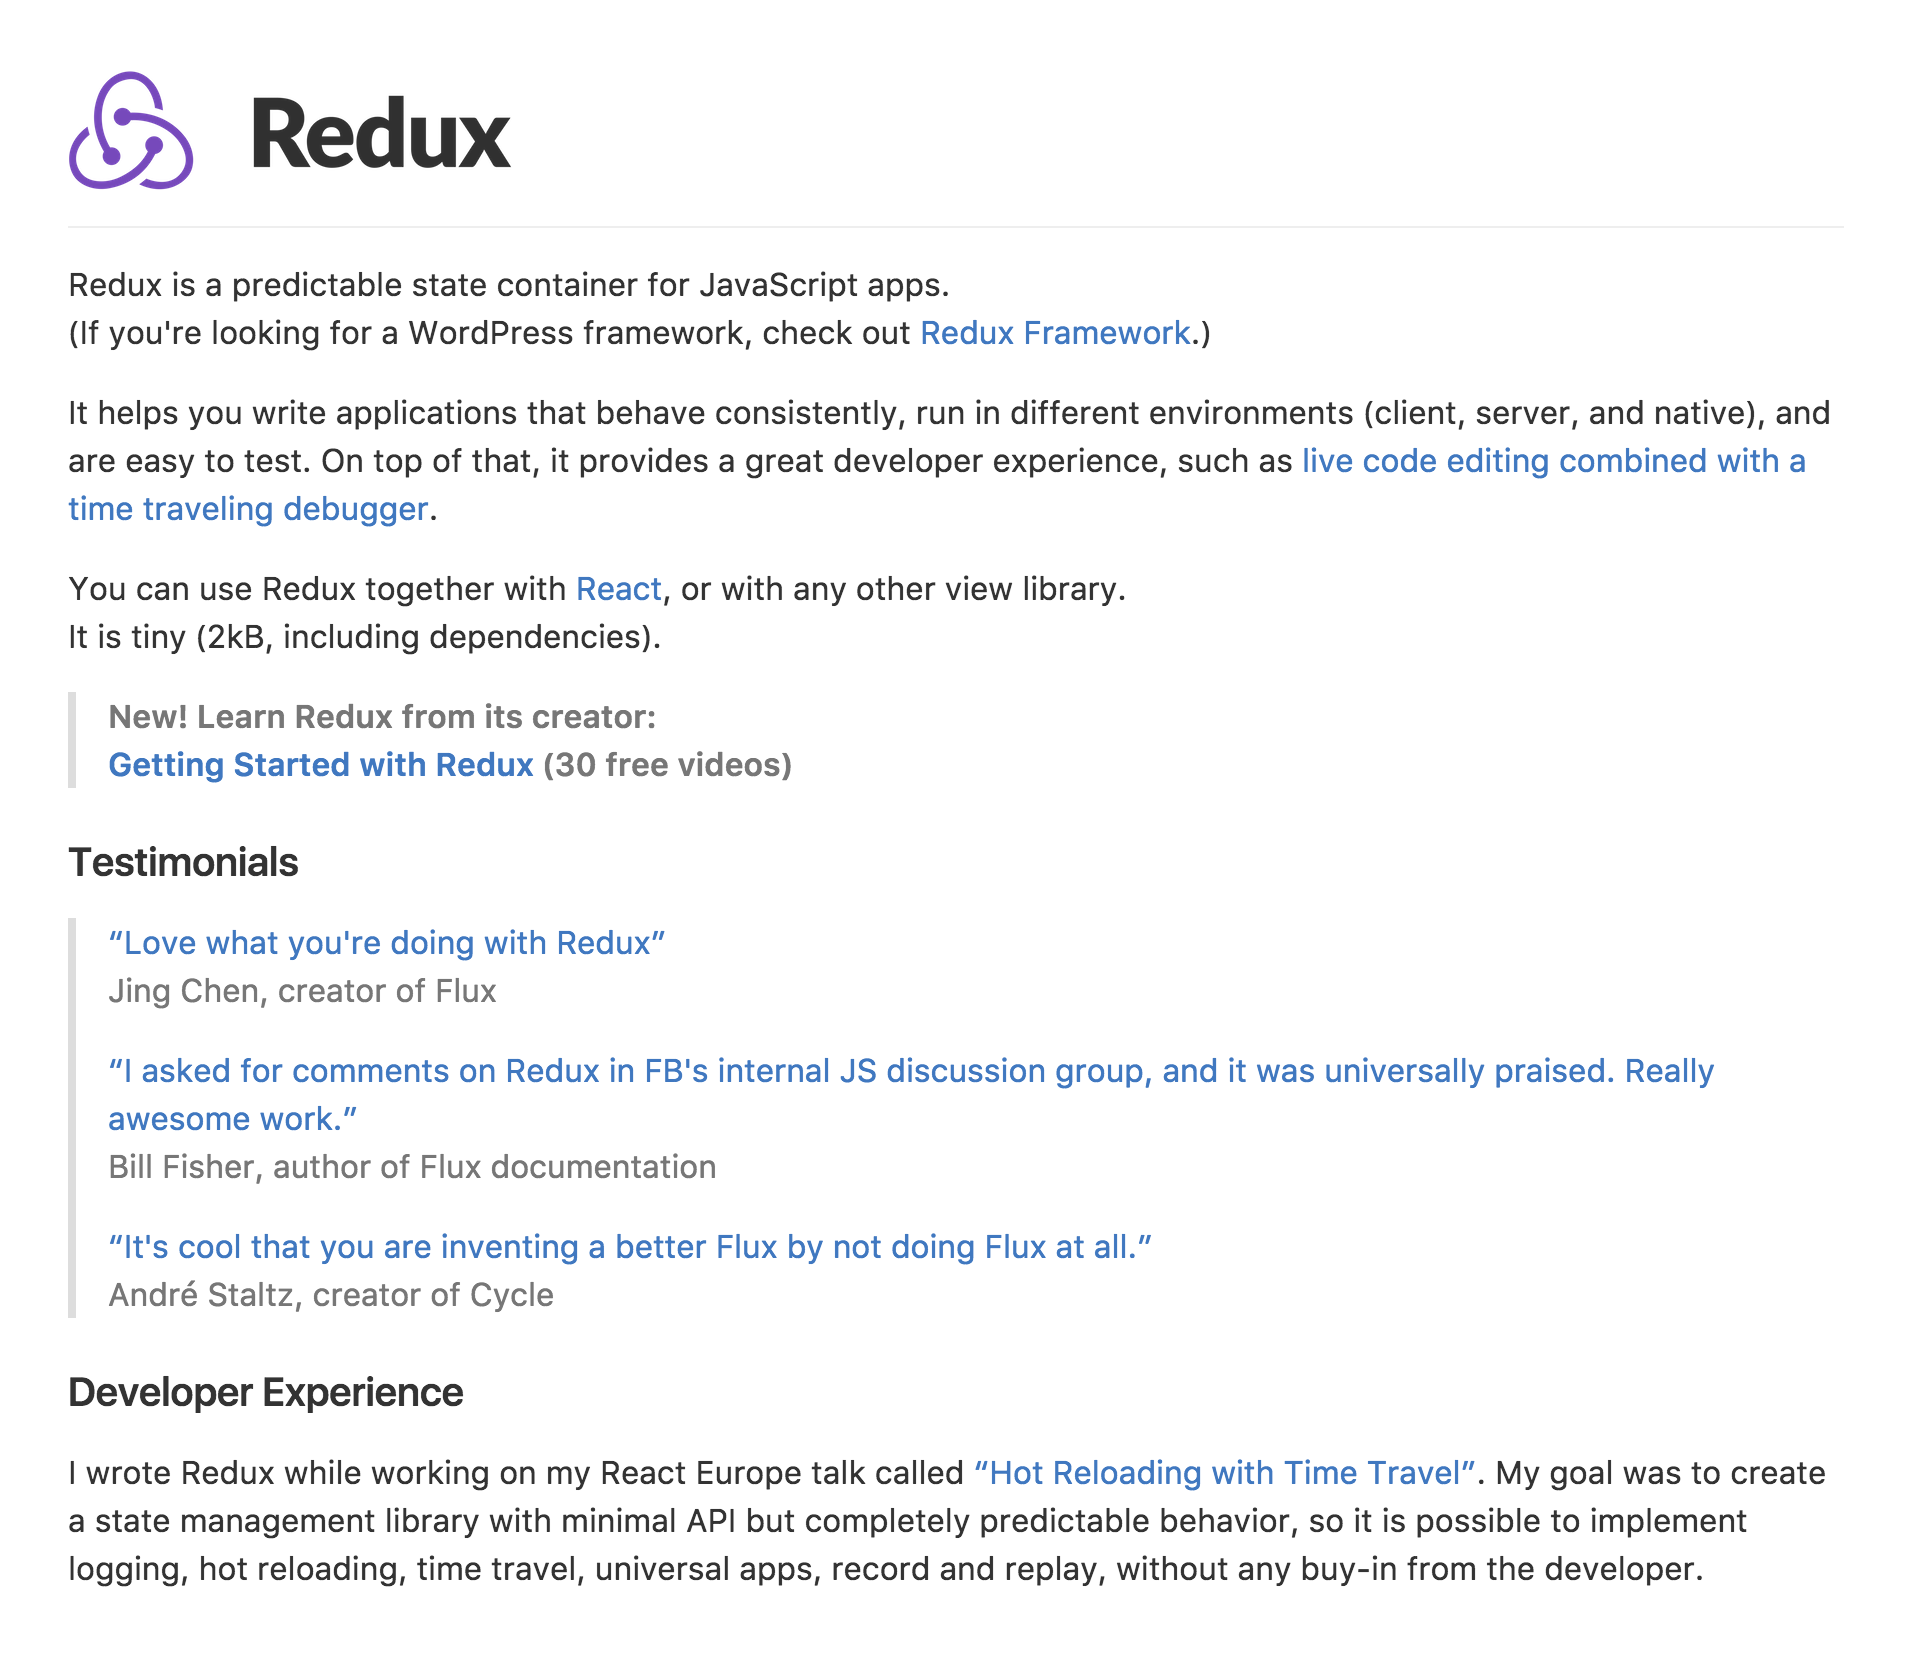 Redux
Redux is a predictable state container for JavaScript apps.
(If you're looking for a WordPress framework, check out Redux Framework.)
It helps you write applications that behave consistently, run in different environments (client, server, and native), and
are easy to test. On top of that, it provides a great developer experience, such as live code editing combined with a
time traveling debugger.
You can use Redux together with React, or with any other view library.
It is tiny (2kB, including dependencies).
New! Learn Redux from its creator:
Getting Started with Redux (30 free videos)
Testimonials
“Love what you're doing with Redux”
Jing Chen, creator of Flux
“I asked for comments on Redux in FB's internal JS discussion group, and it was universally praised. Really
awesome work.”
Bill Fisher, author of Flux documentation
“It's cool that you are inventing a better Flux by not doing Flux at all.”
André Staltz, creator of Cycle
Developer Experience
I wrote Redux while working on my React Europe talk called “Hot Reloading with Time Travel”. My goal was to create
a state management library with minimal API but completely predictable behavior, so it is possible to implement
logging, hot reloading, time travel, universal apps, record and replay, without any buy-in from the developer.